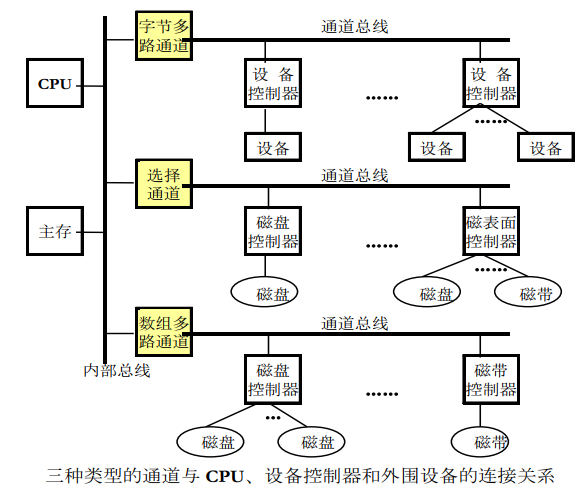 字节多
路通道
通道总线
CPU
设 备
控制器
……
设 备
控制器
……
设备
设备
设备
选择
通道
通道总线
主存
磁盘
控制器
……
磁表面
控制器
……
磁盘
磁盘
磁带
数组多
路通道
通道总线
内部总线
磁盘
控制器
……
磁带
控制器
…
磁盘
磁盘
磁带
三种类型的通道与 CPU、设备控制器和外围设备的连接关系